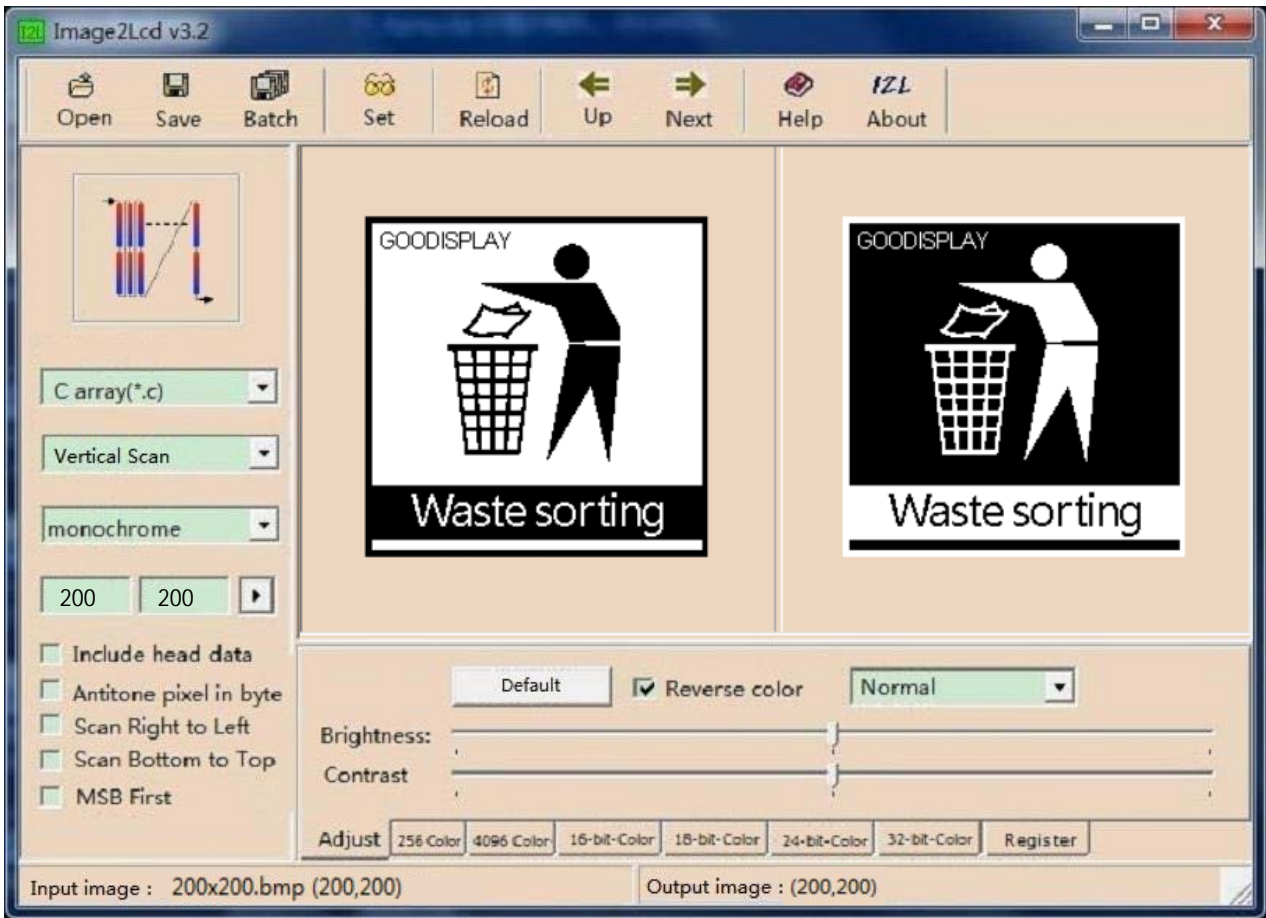 I2L Image2Lcd v3.2
Open Save Batch Set Reload Up Next Help About
I2L
GOODISPLAY
Waste sorting
GOODISPLAY
Waste sorting
C array(*.c)
Vertical Scan
monochrome
200 200
Include head data
Antitone pixel in byte
Scan Right to Left
Scan Bottom to Top
MSB First
Default Reverse color Normal
Brightness:
Contrast
Adjust 256 Color 4096 Color 16-bit-Color 18-bit-Color 24-bit-Color 32-bit-Color Register
Input image : 200x200.bmp (200,200) Output image : (200,200)